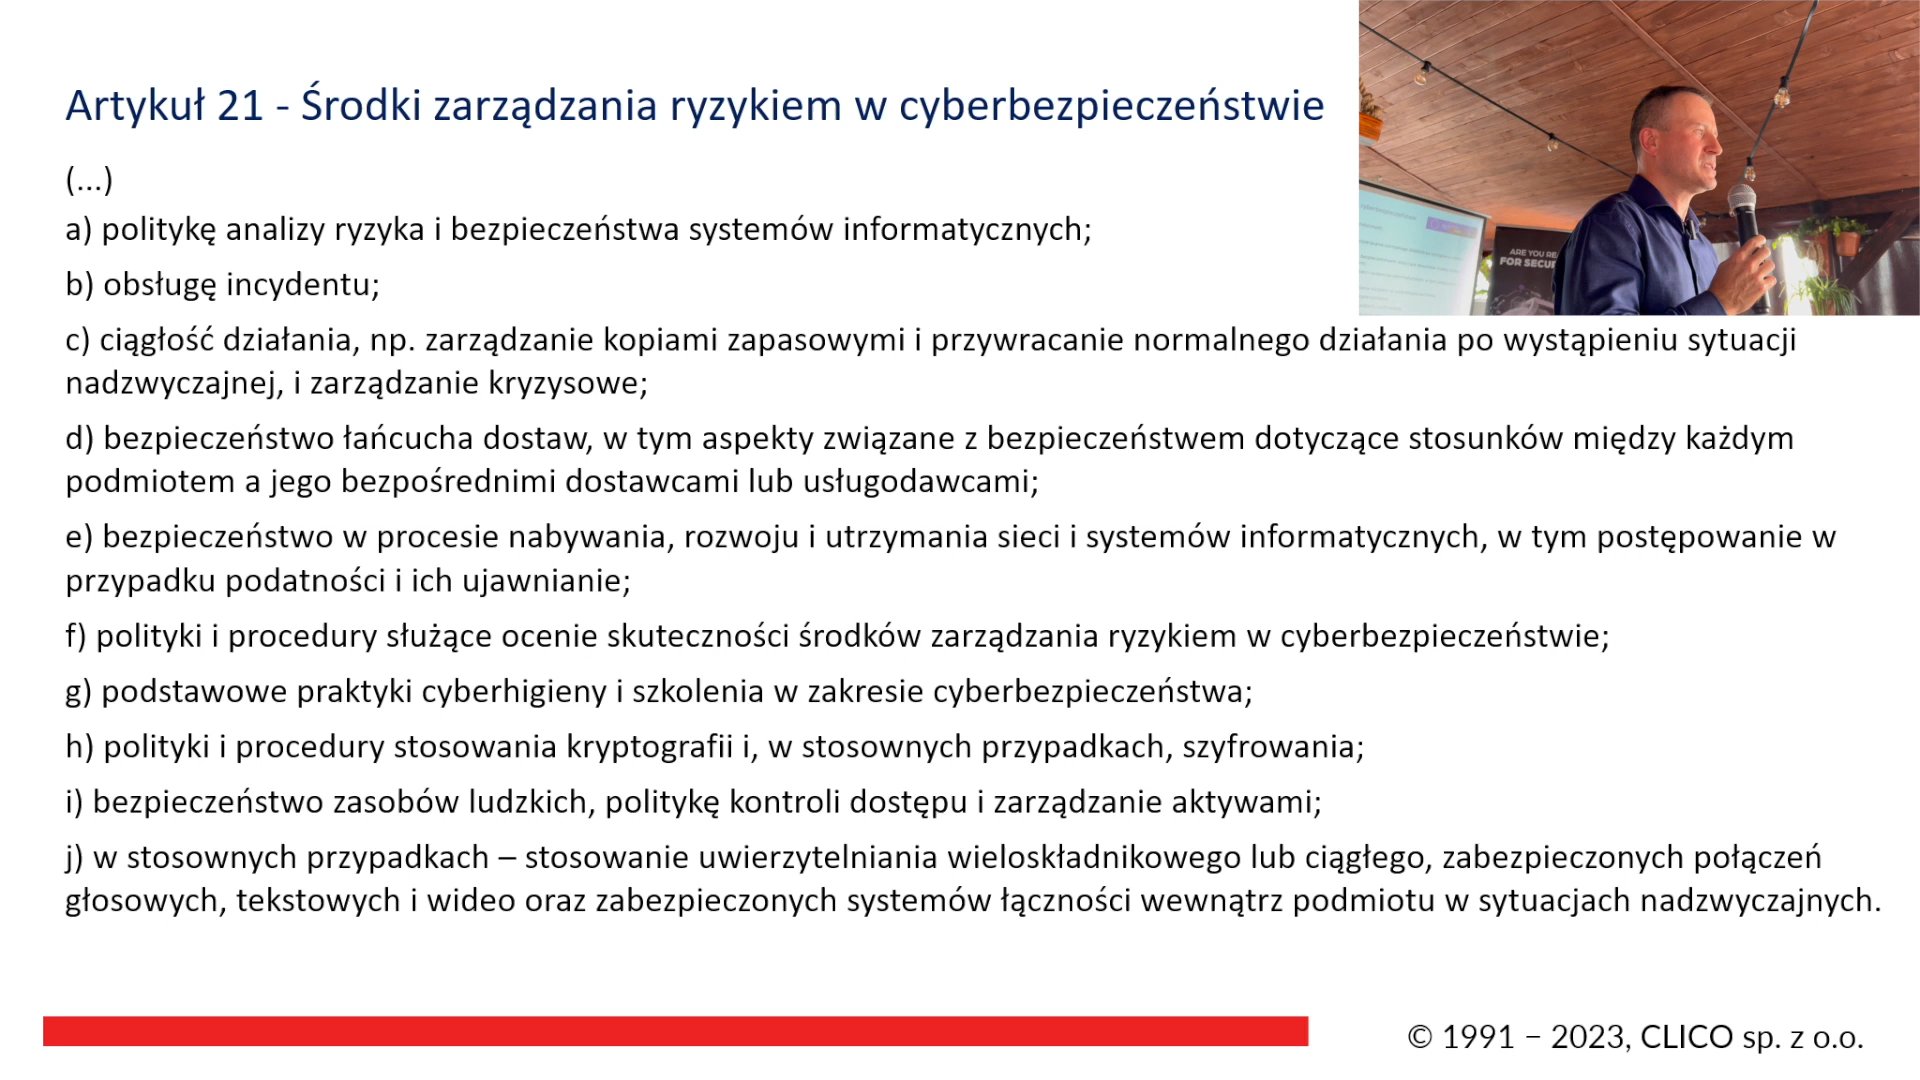 Artykuł 21 - Środki zarządzania ryzykiem w cyberbezpieczeństwie
(...)
a) politykę analizy ryzyka i bezpieczeństwa systemów informatycznych;
b) obsługę incydentu;
c) ciągłość działania, np. zarządzanie kopiami zapasowymi i przywracanie normalnego działania po wystąpieniu sytuacji
nadzwyczajnej, i zarządzanie kryzysowe;
d) bezpieczeństwo łańcucha dostaw, w tym aspekty związane z bezpieczeństwem dotyczące stosunków między każdym
podmiotem a jego bezpośrednimi dostawcami lub usługodawcami;
e) bezpieczeństwo w procesie nabywania, rozwoju i utrzymania sieci i systemów informatycznych, w tym postępowanie w
przypadku podatności i ich ujawnianie;
f) polityki i procedury służące ocenie skuteczności środków zarządzania ryzykiem w cyberbezpieczeństwie;
g) podstawowe praktyki cyberhigieny i szkolenia w zakresie cyberbezpieczeństwa;
h) polityki i procedury stosowania kryptografii i, w stosownych przypadkach, szyfrowania;
i) bezpieczeństwo zasobów ludzkich, politykę kontroli dostępu i zarządzanie aktywami;
j) w stosownych przypadkach – stosowanie uwierzytelniania wieloskładnikowego lub ciągłego, zabezpieczonych połączeń
głosowych, tekstowych i wideo oraz zabezpieczonych systemów łączności wewnątrz podmiotu w sytuacjach nadzwyczajnych.
ARE YOU RE
FOR SECUR
© 1991 – 2023, CLICO sp. z o.o.